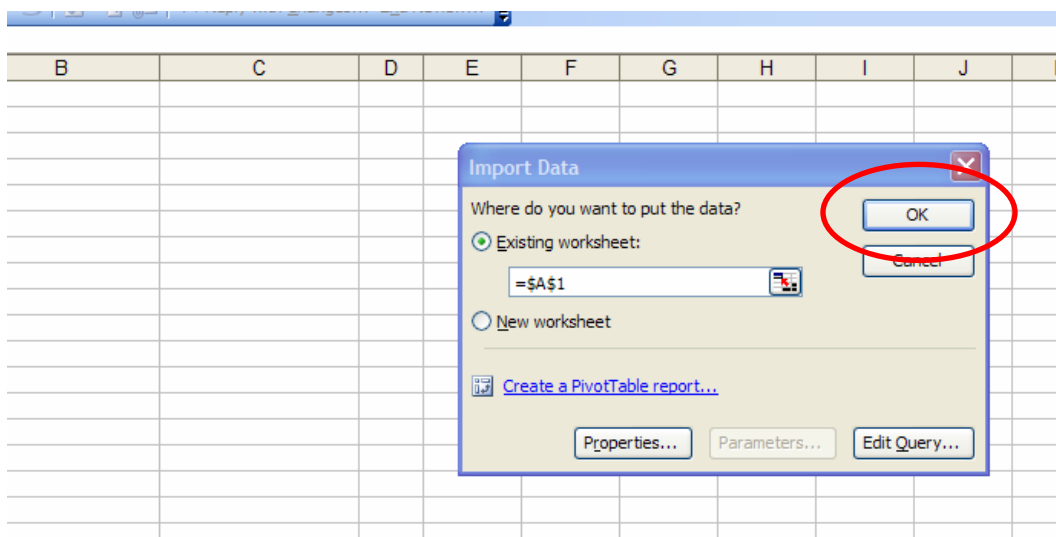 B C D E F G H I J
Import Data
Where do you want to put the data?
OK
Existing worksheet:
Cancel
=$A$1
New worksheet
Create a PivotTable report...
Properties... Parameters... Edit Query...